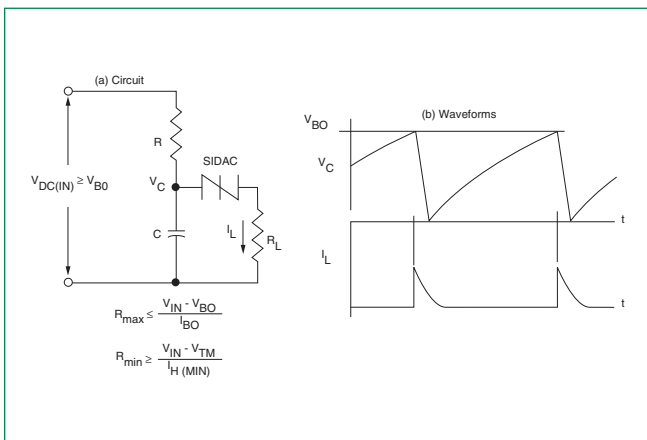 (a) Circuit
R
SIDAC
V_DC(IN) ≥ V_B0
V_C
C
I_L
R_L
R_max ≤ V_IN - V_BO / I_BO
R_min ≥ V_IN - V_TM / I_H (MIN)
(b) Waveforms
V_BO
V_C
t
I_L
t